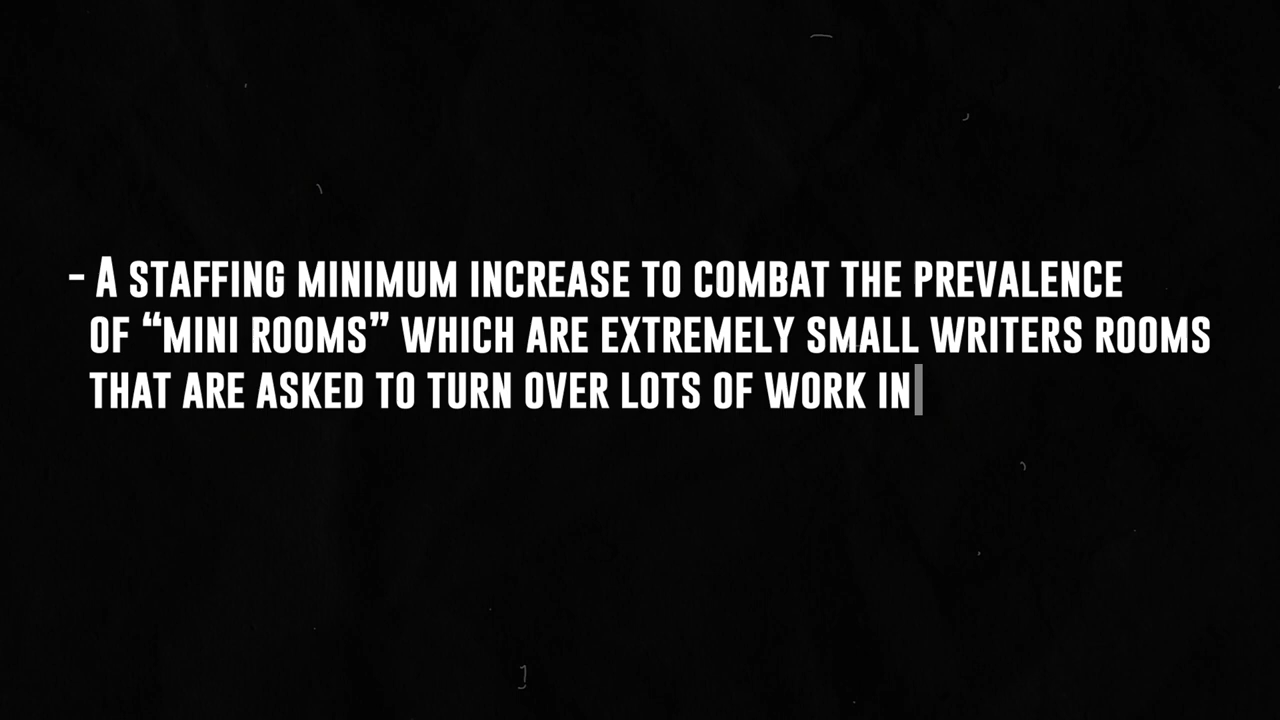 - A STAFFING MINIMUM INCREASE TO COMBAT THE PREVALENCE
OF “MINI ROOMS” WHICH ARE EXTREMELY SMALL WRITERS ROOMS
THAT ARE ASKED TO TURN OVER LOTS OF WORK IN